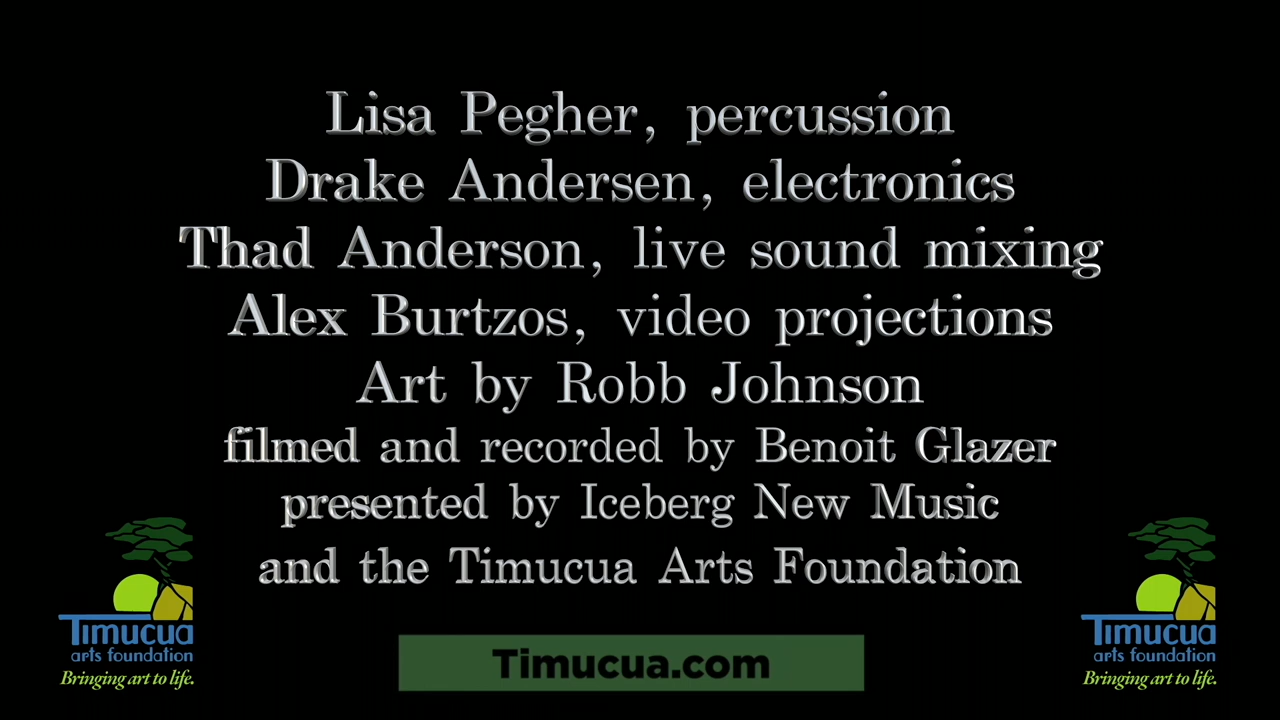 Lisa Pegher, percussion
Drake Andersen, electronics
Thad Anderson, live sound mixing
Alex Burtzos, video projections
Art by Robb Johnson
filmed and recorded by Benoit Glazer
presented by Iceberg New Music
and the Timucua Arts Foundation
Timucua
arts foundation
Bringing art to life.
Timucua.com
Timucua
arts foundation
Bringing art to life.